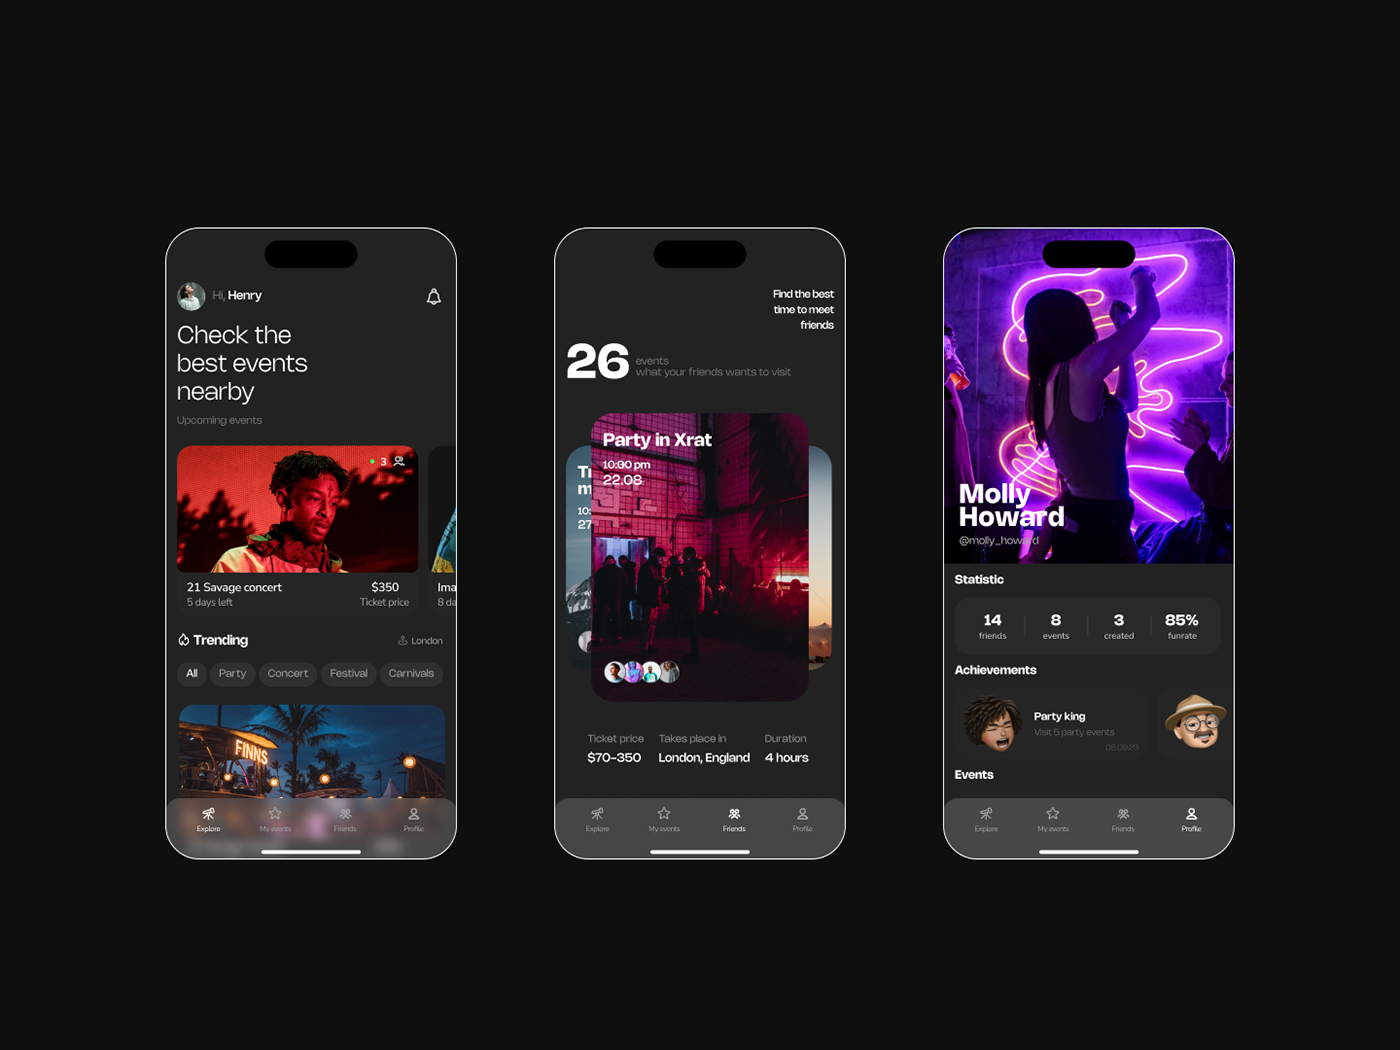 Hi, Henry
Check the
best events
nearby
Upcoming events
3
21 Savage concert
5 days left
$350
Ticket price
Ima
8 da
Trending
London
All
Party
Concert
Festival
Carnivals
FINNS
Explore
My events
Friends
Profile
Find the best
time to meet
friends
26
events
what your friends wants to visit
Party in Xrat
10:00 pm
22.08
10:
27
Ticket price
$70-350
Takes place in
London, England
Duration
4 hours
Explore
My events
Friends
Profile
Molly
Howard
@molly_howard
Statistic
14
friends
8
events
3
created
85%
funrate
Achievements
Party king
Visit 5 party events
08.09.23
Events
Explore
My events
Friends
Profile